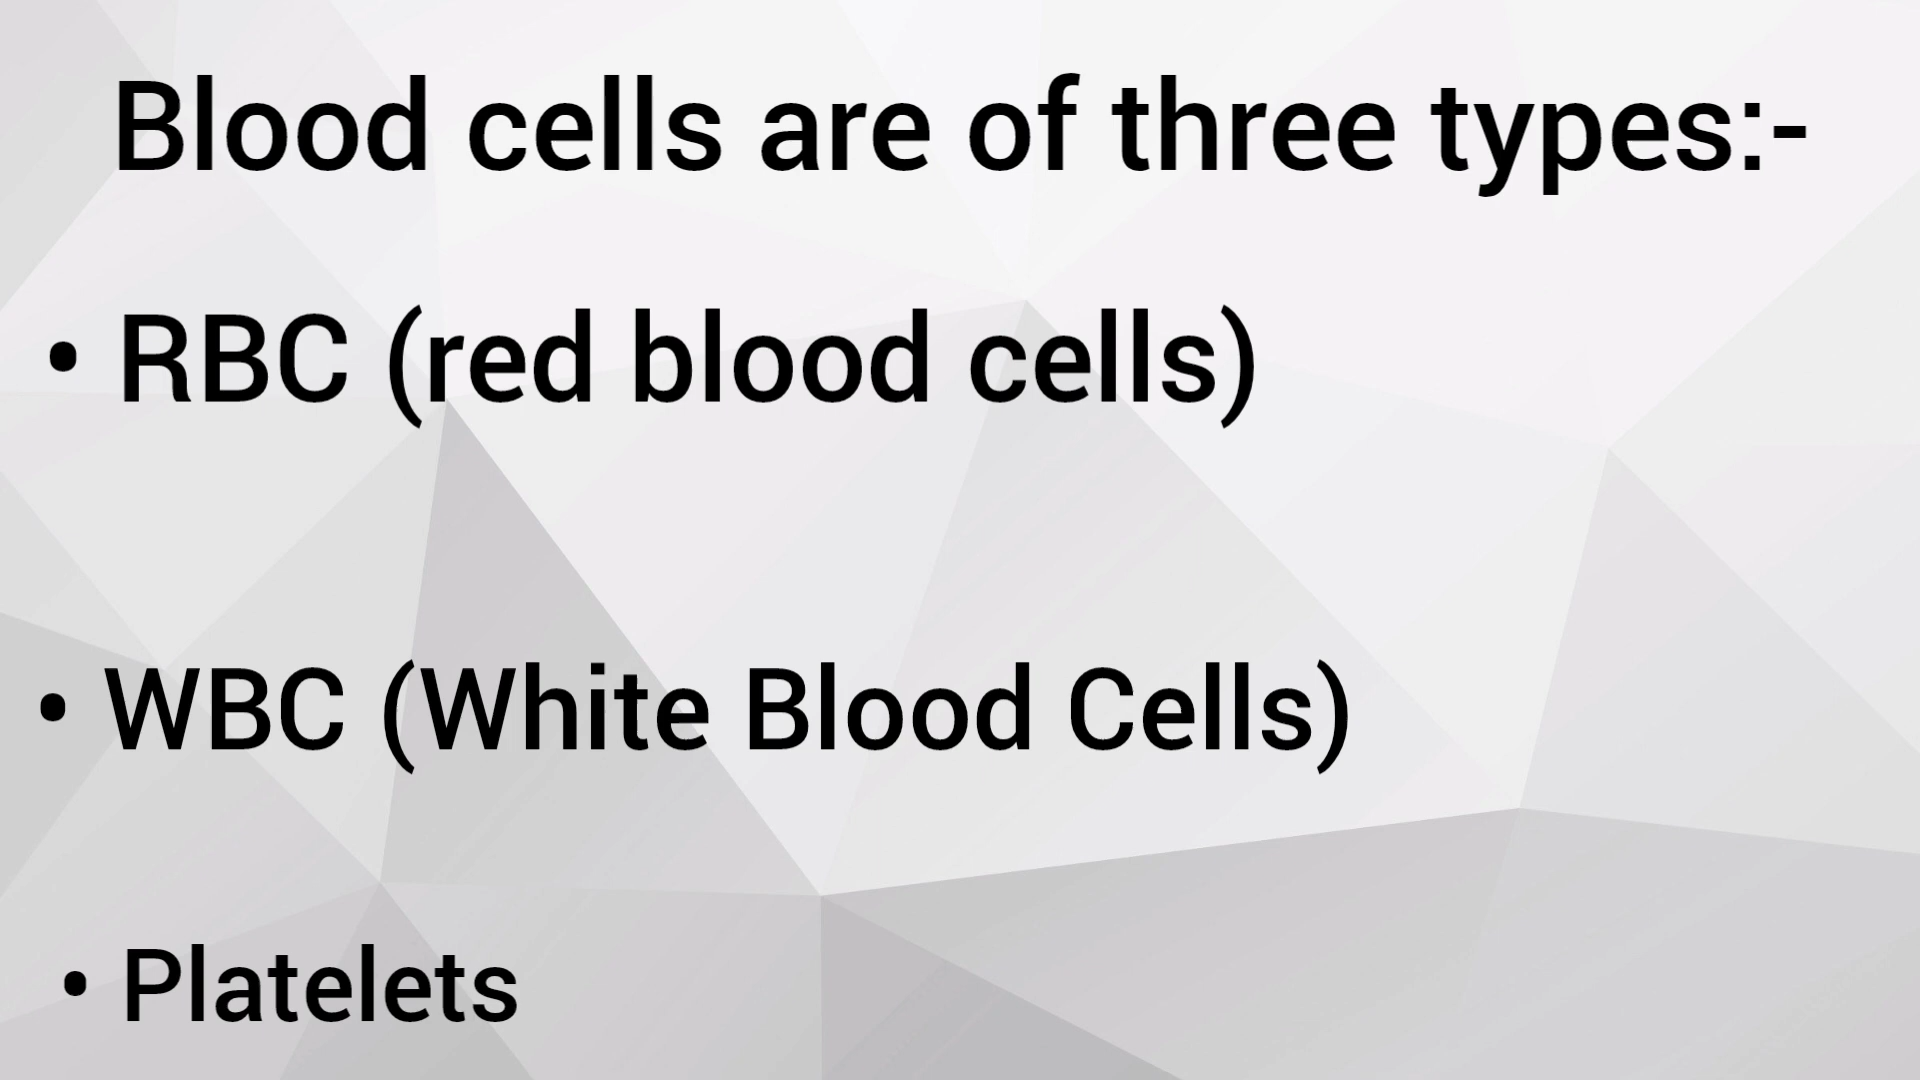 Blood cells are of three types:-
• RBC (red blood cells)
• WBC (White Blood Cells)
• Platelets